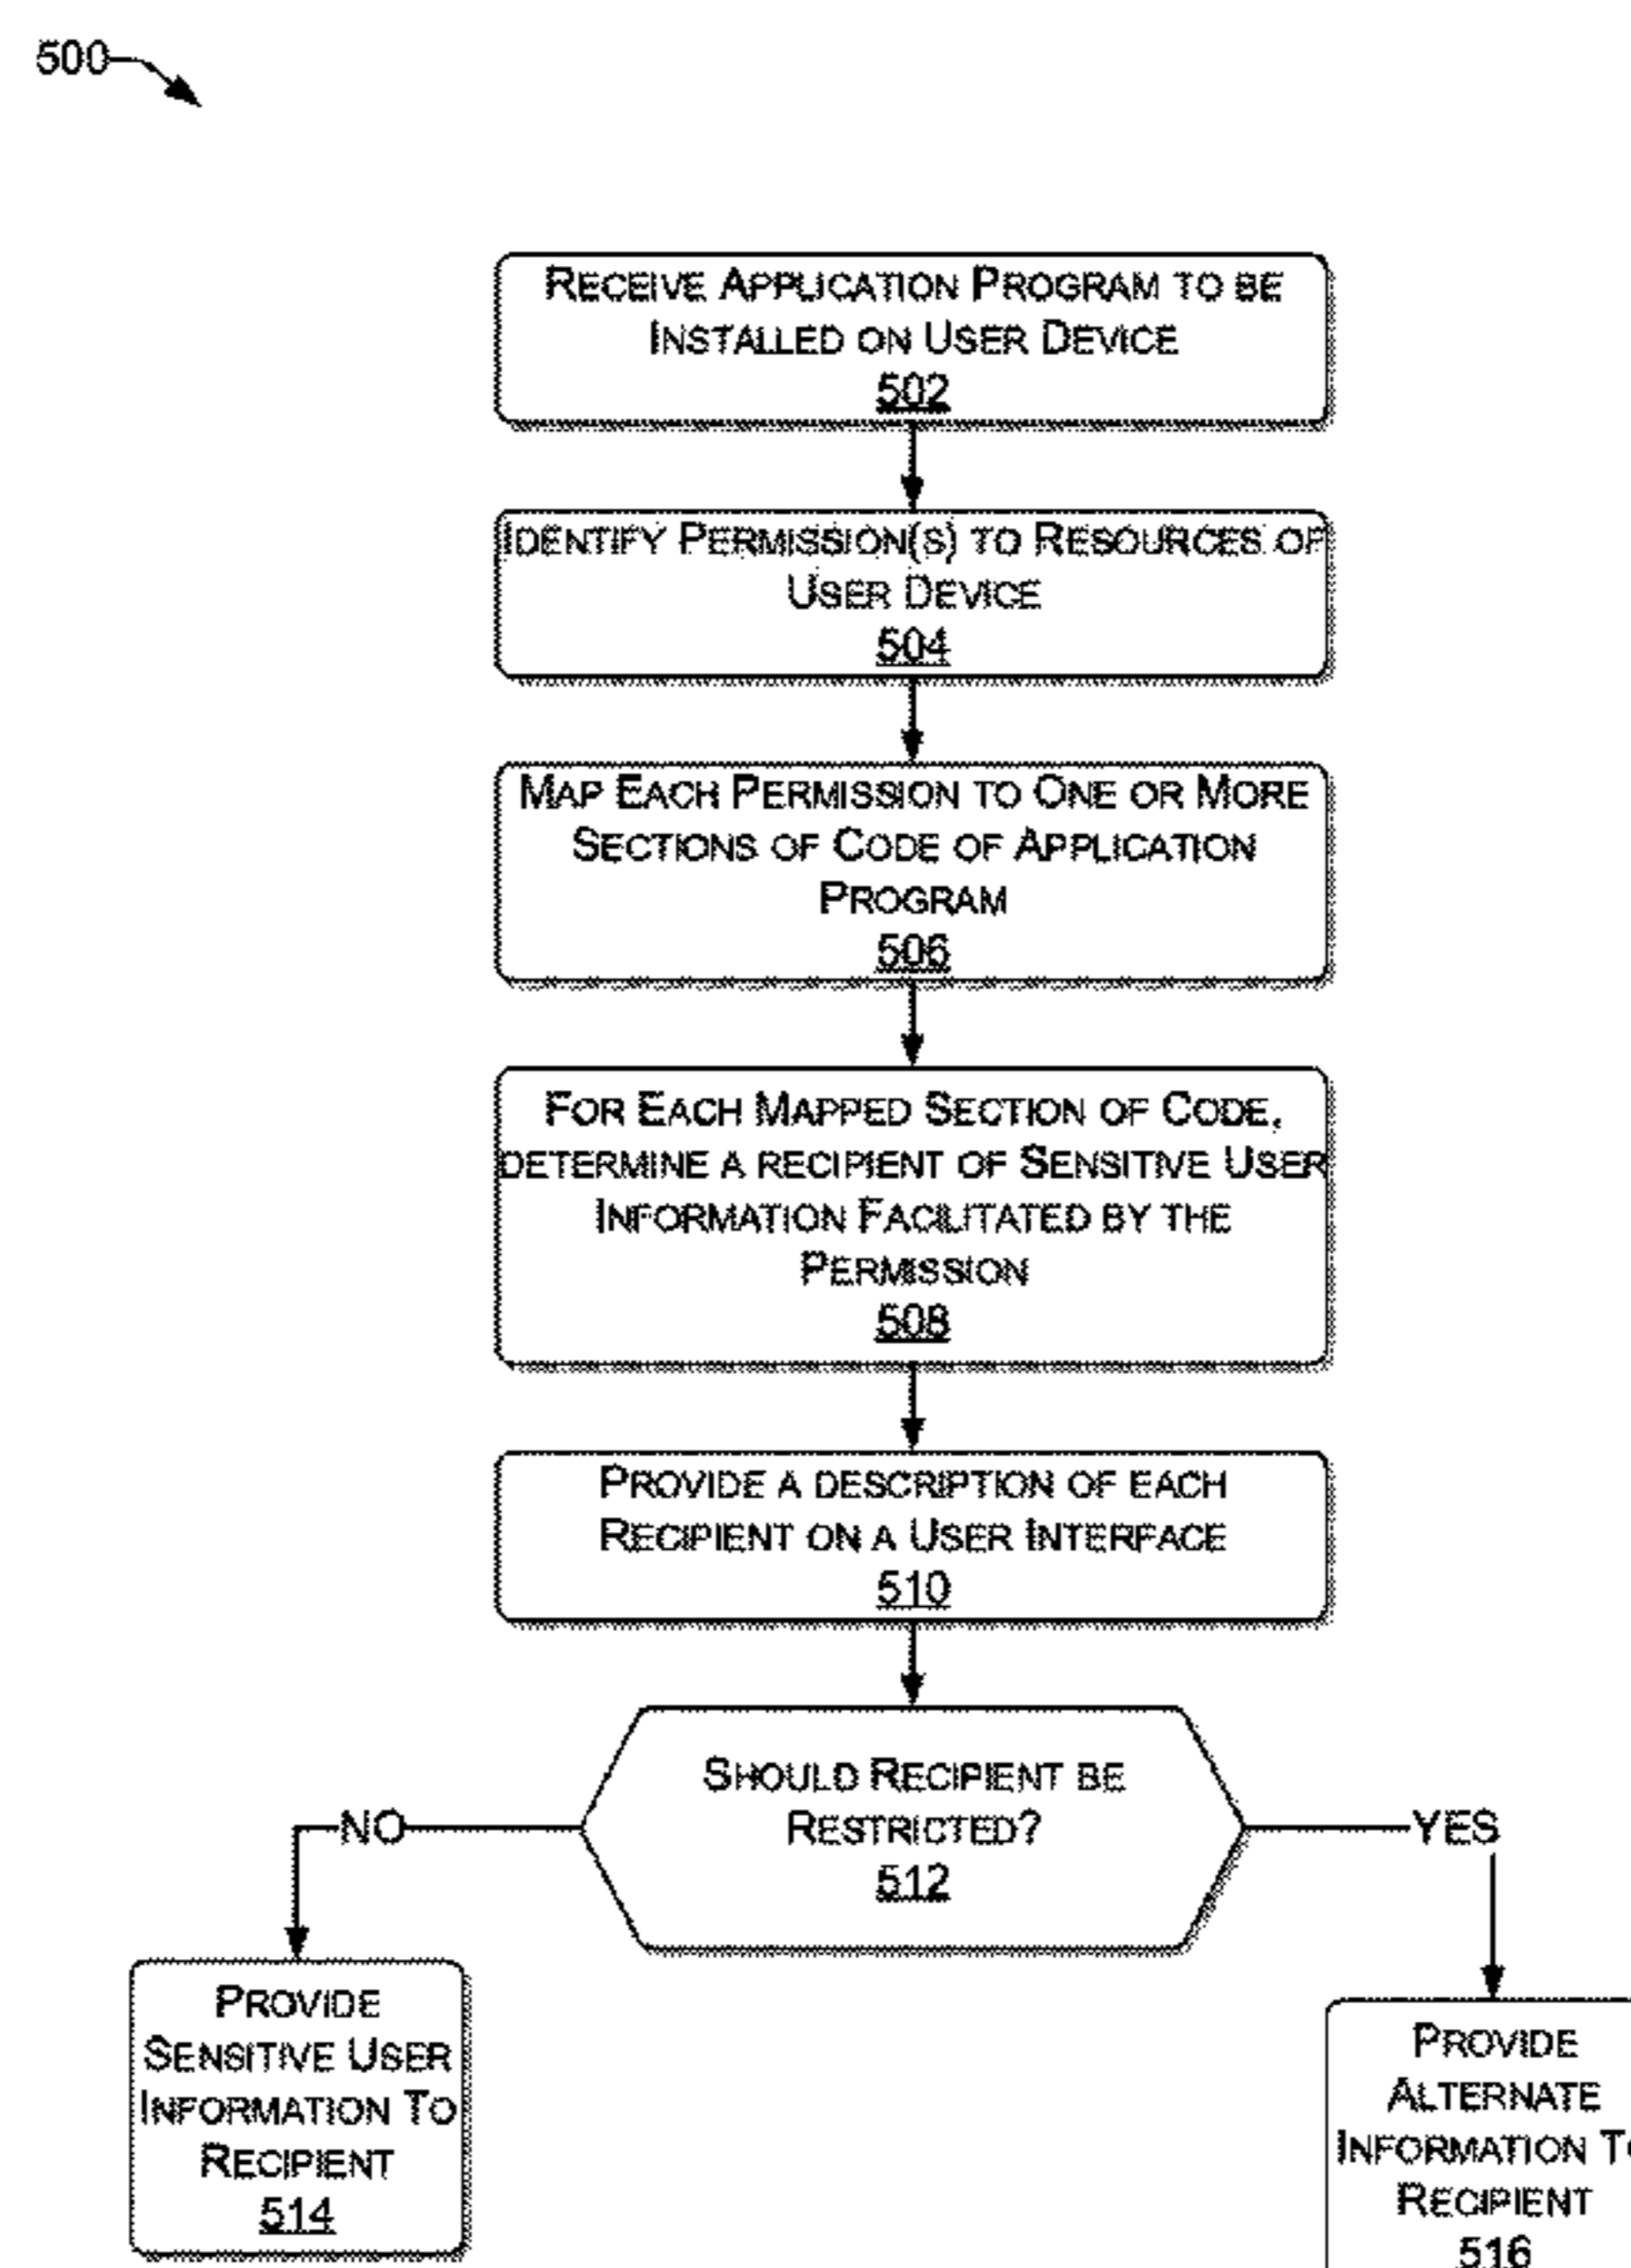 500
RECEIVE APPLICATION PROGRAM TO BE
INSTALLED ON USER DEVICE
502
IDENTIFY PERMISSION(S) TO RESOURCES OF
USER DEVICE
504
MAP EACH PERMISSION TO ONE OR MORE
SECTIONS OF CODE OF APPLICATION
PROGRAM
506
FOR EACH MAPPED SECTION OF CODE,
DETERMINE A RECIPIENT OF SENSITIVE USER
INFORMATION FACILITATED BY THE
PERMISSION
508
PROVIDE A DESCRIPTION OF EACH
RECIPIENT ON A USER INTERFACE
510
SHOULD RECIPIENT BE
RESTRICTED?
512
NO
YES
PROVIDE
SENSITIVE USER
INFORMATION TO
RECIPIENT
514
PROVIDE
ALTERNATE
INFORMATION TO
RECIPIENT
516